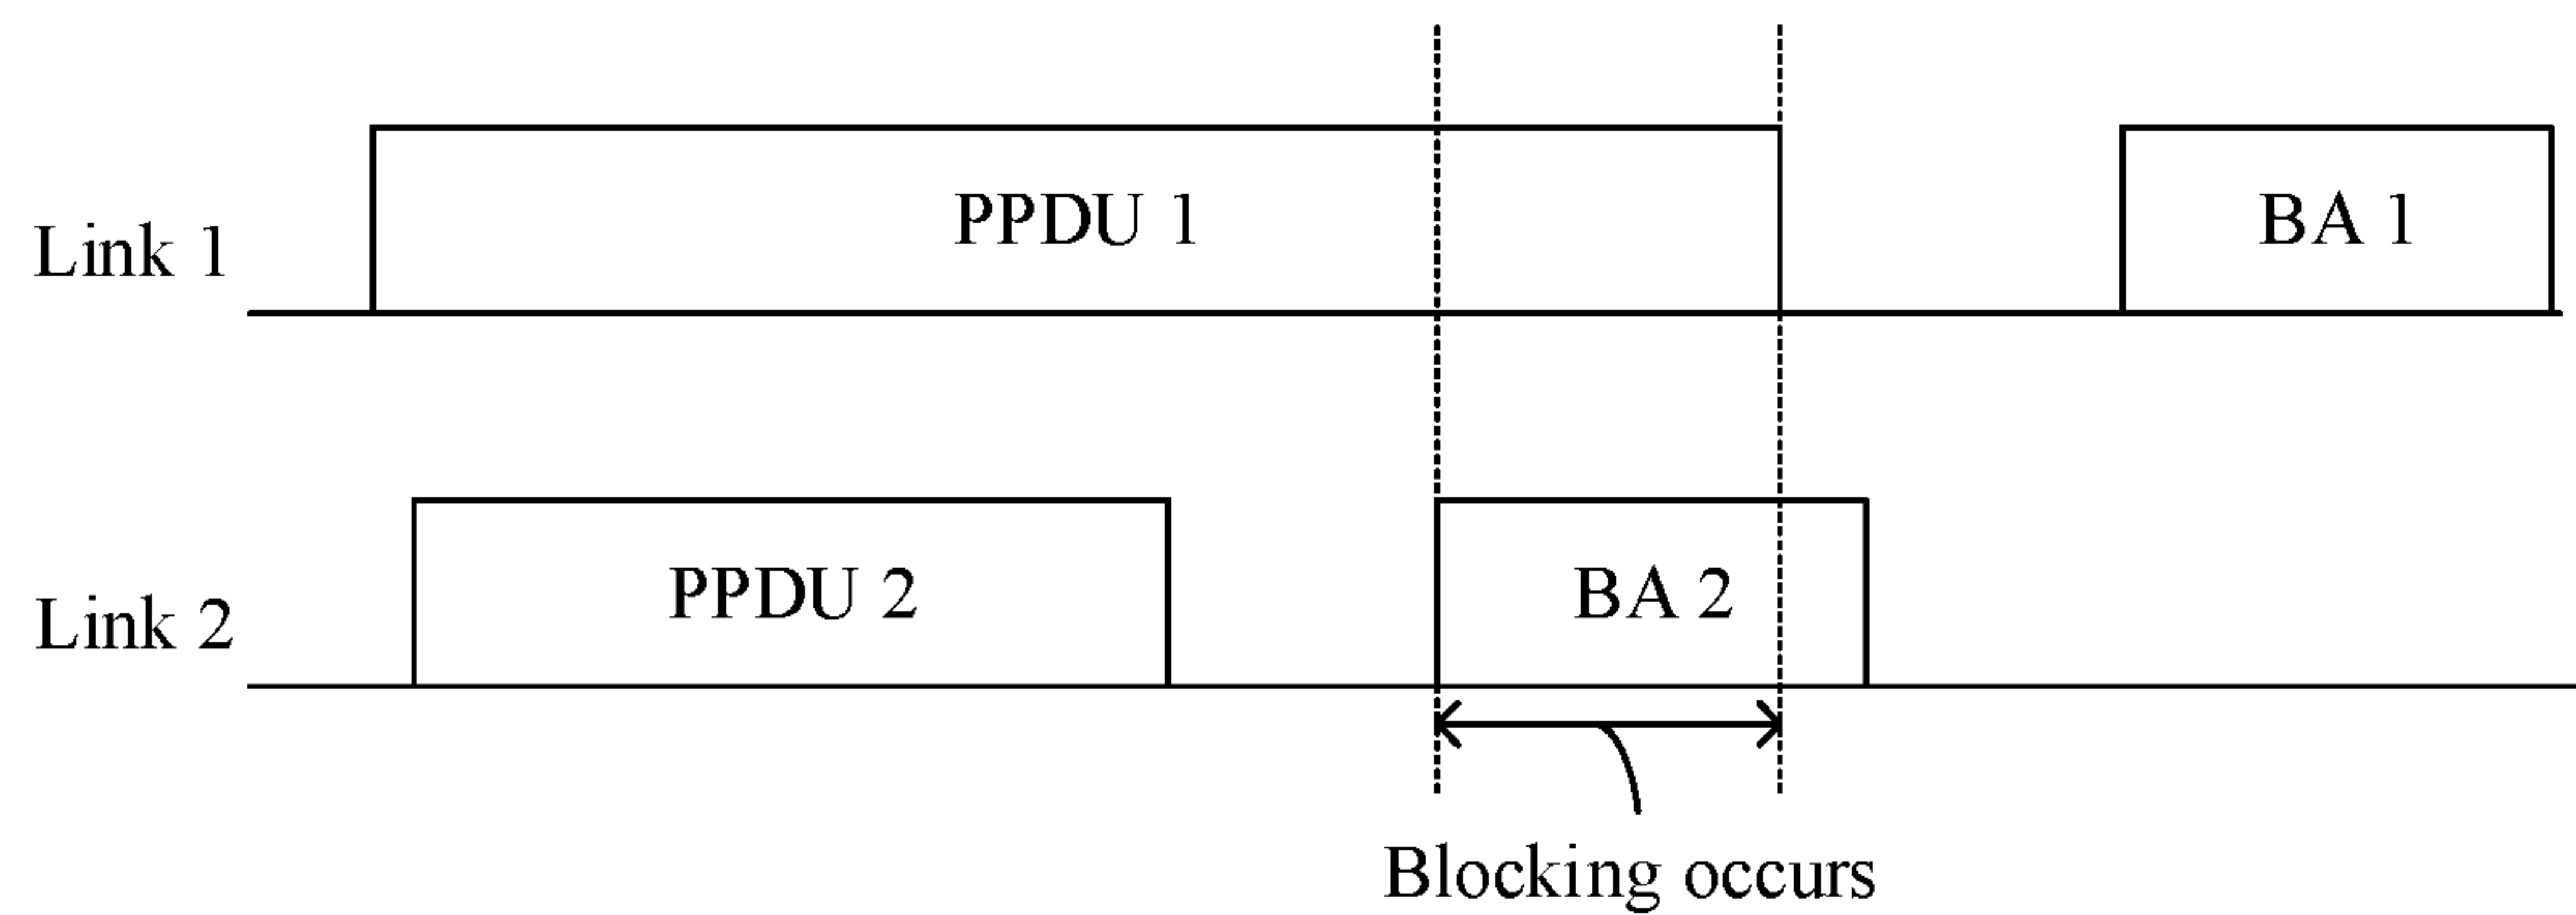 Link 1
PPDU 1
BA 1
Link 2
PPDU 2
BA 2
Blocking occurs